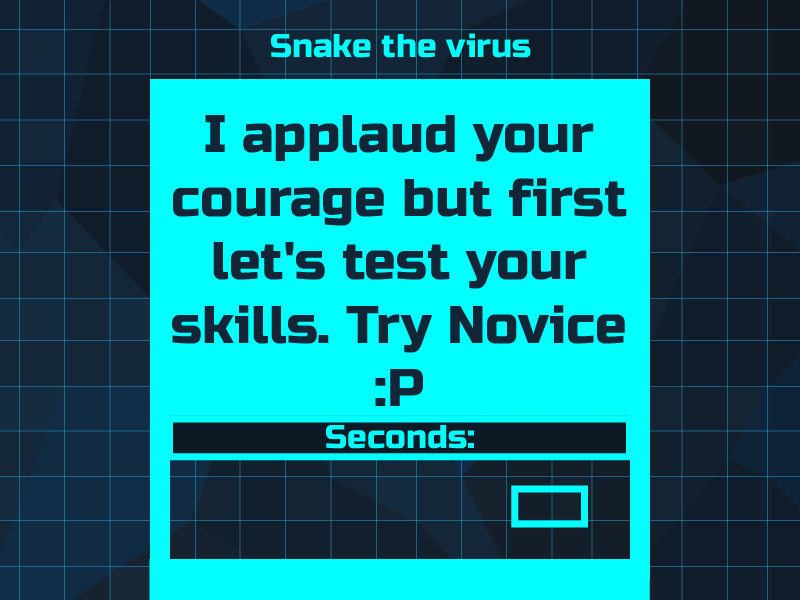 Snake the virus
I applaud your
courage but first
let's test your
skills. Try Novice
:P
Seconds: